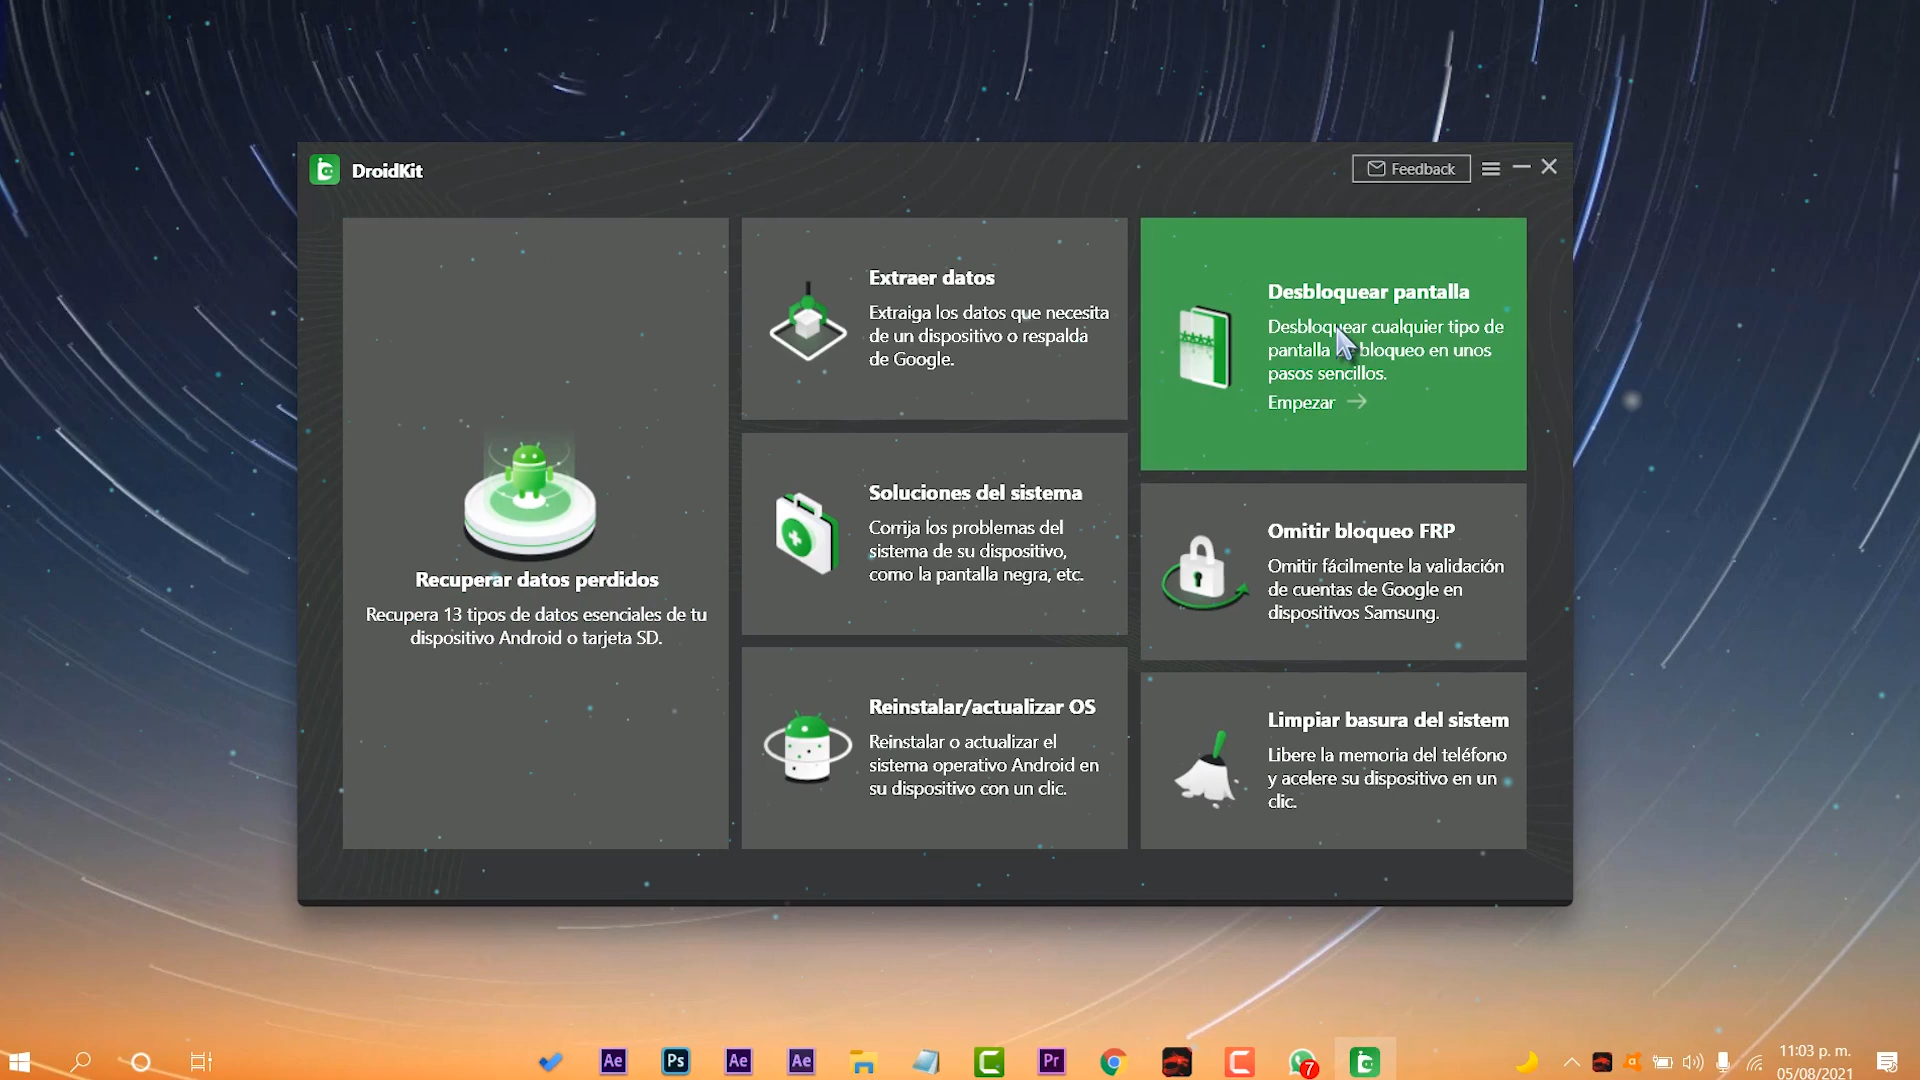 DroidKit
Feedback
Recuperar datos perdidos
Recupera 13 tipos de datos esenciales de tu
dispositivo Android o tarjeta SD.
Extraer datos
Extraiga los datos que necesita
de un dispositivo o respalda
de Google.
Soluciones del sistema
Corrija los problemas del
sistema de su dispositivo,
como la pantalla negra, etc.
Reinstalar/actualizar OS
Reinstalar o actualizar el
sistema operativo Android en
su dispositivo con un clic.
Desbloquear pantalla
Desbloquear cualquier tipo de
pantalla bloqueo en unos
pasos sencillos.
Empezar
Omitir bloqueo FRP
Omitir fácilmente la validación
de cuentas de Google en
dispositivos Samsung.
Limpiar basura del sistem
Libere la memoria del teléfono
y acelere su dispositivo en un
clic.
Ae
Ps
Ae
Ae
Pr
7
11:03 p. m.
05/08/2021